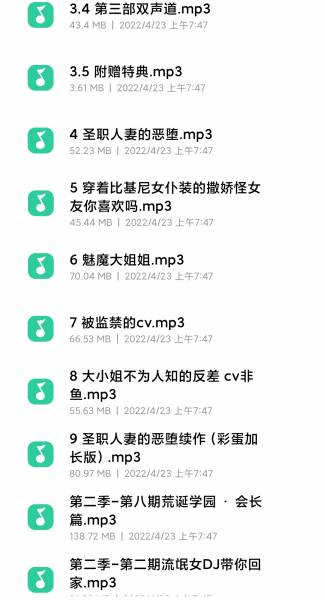 3.4 第三部双声道.mp3
43.4 MB | 2022/4/23 上午7:47
3.5 附赠特典.mp3
3.61 MB | 2022/4/23 上午7:47
4 圣职人妻的恶堕.mp3
52.23 MB | 2022/4/23 上午7:47
5 穿着比基尼女仆装的撒娇怪女
友你喜欢吗.mp3
45.44 MB | 2022/4/23 上午7:47
6 魅魔大姐姐.mp3
70.04 MB | 2022/4/23 上午7:47
7 被监禁的cv.mp3
66.53 MB | 2022/4/23 上午7:47
8 大小姐不为人知的反差 cv非
鱼.mp3
55.63 MB | 2022/4/23 上午7:47
9 圣职人妻的恶堕续作（彩蛋加
长版）.mp3
80.97 MB | 2022/4/23 上午7:47
第二季-第八期荒诞学园 · 会长
篇.mp3
138.72 MB | 2022/4/23 上午7:47
第二季-第二期流氓女DJ带你回
家.mp3